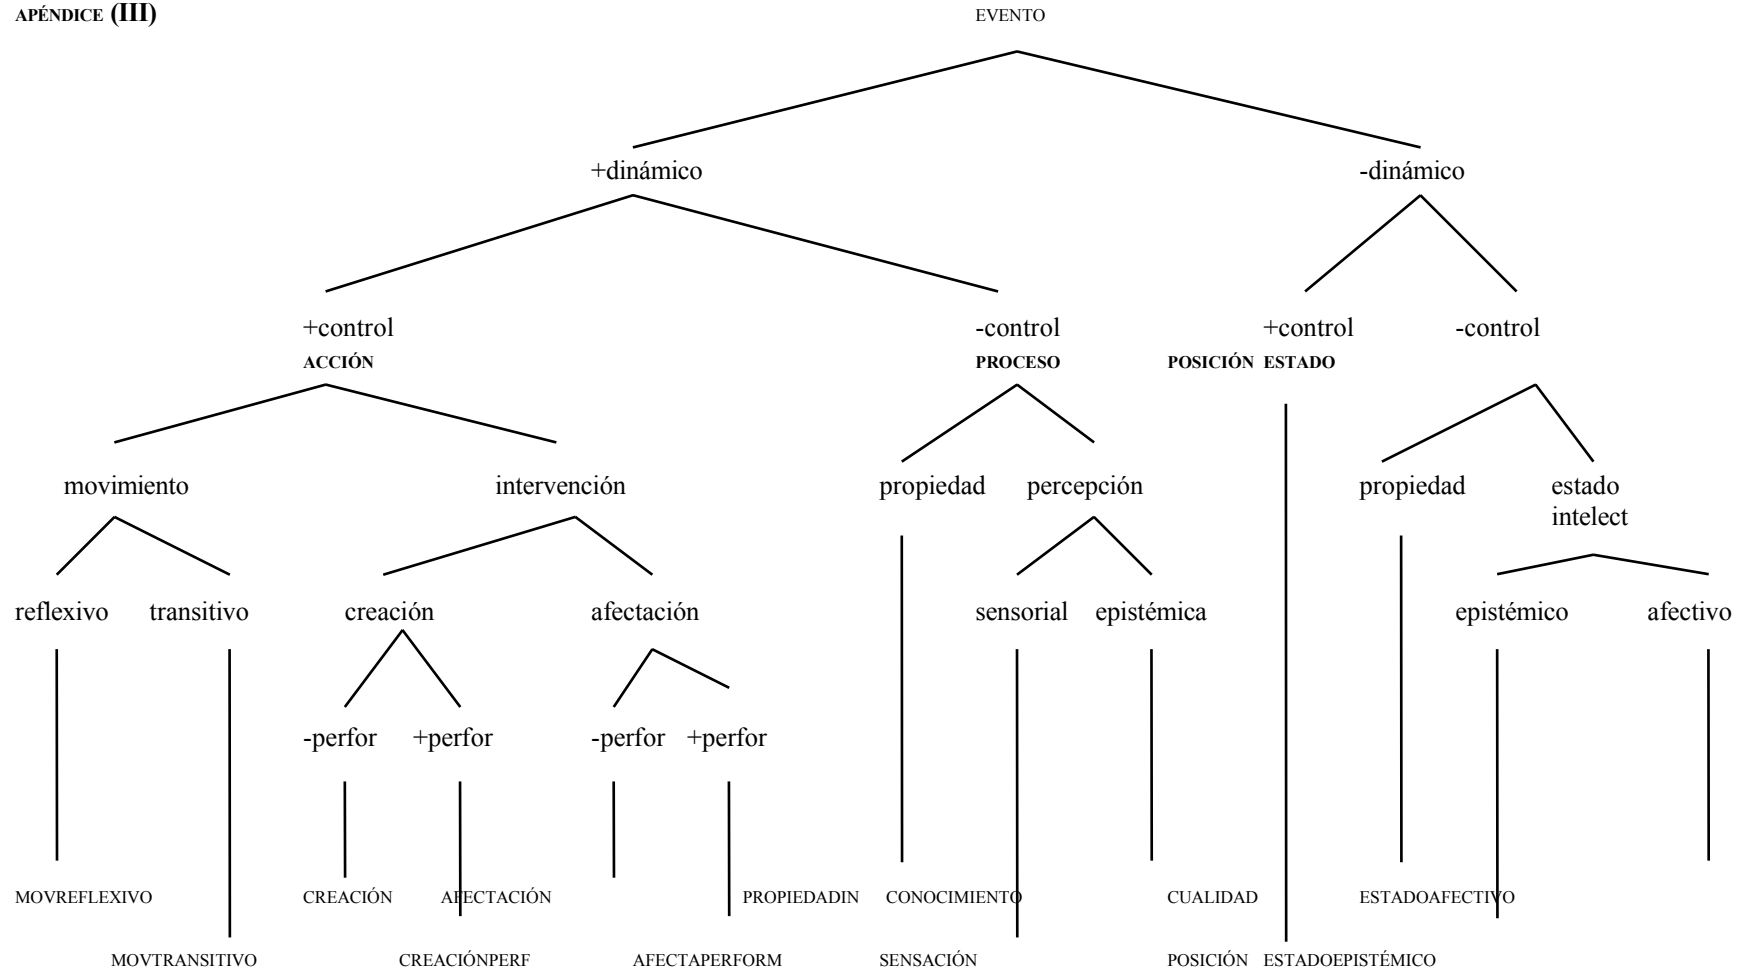 APÉNDICE (III) EVENTO
+dinámico -dinámico
+control -control +control -control
ACCIÓN PROCESO POSICIÓN ESTADO
movimiento intervención propiedad percepción propiedad estado
intelect
reflexivo transitivo creación afectación sensorial epistémica epistémico afectivo
-perfor +perfor -perfor +perfor
MOVREFLEXIVO CREACIÓN AFECTACIÓN PROPIEDADIN CONOCIMIENTO CUALIDAD ESTADOAFECTIVO
MOVTRANSITIVO CREACIÓNPERF AFECTAPERFORM SENSACIÓN POSICIÓN ESTADOEPISTÉMICO